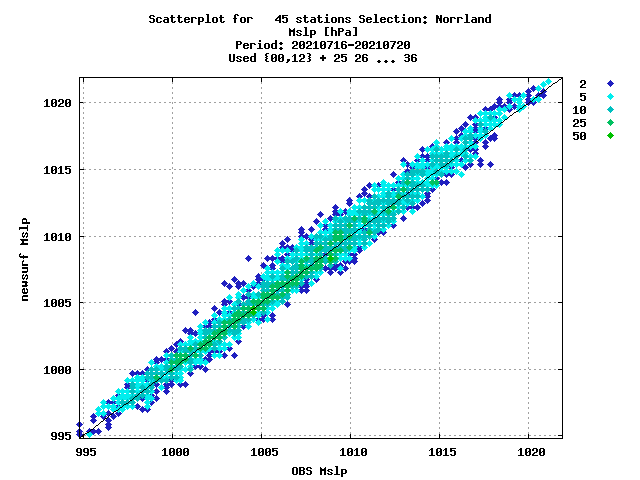 Scatterplot for   45 stations Selection: Norrland
Mslp [hPa]
Period: 20210716-20210720
Used {00,12} + 25 26 ... 36
2
5
10
25
50
1020
1015
1010
1005
1000
995
newsurf Mslp
995 1000 1005 1010 1015 1020
OBS Mslp